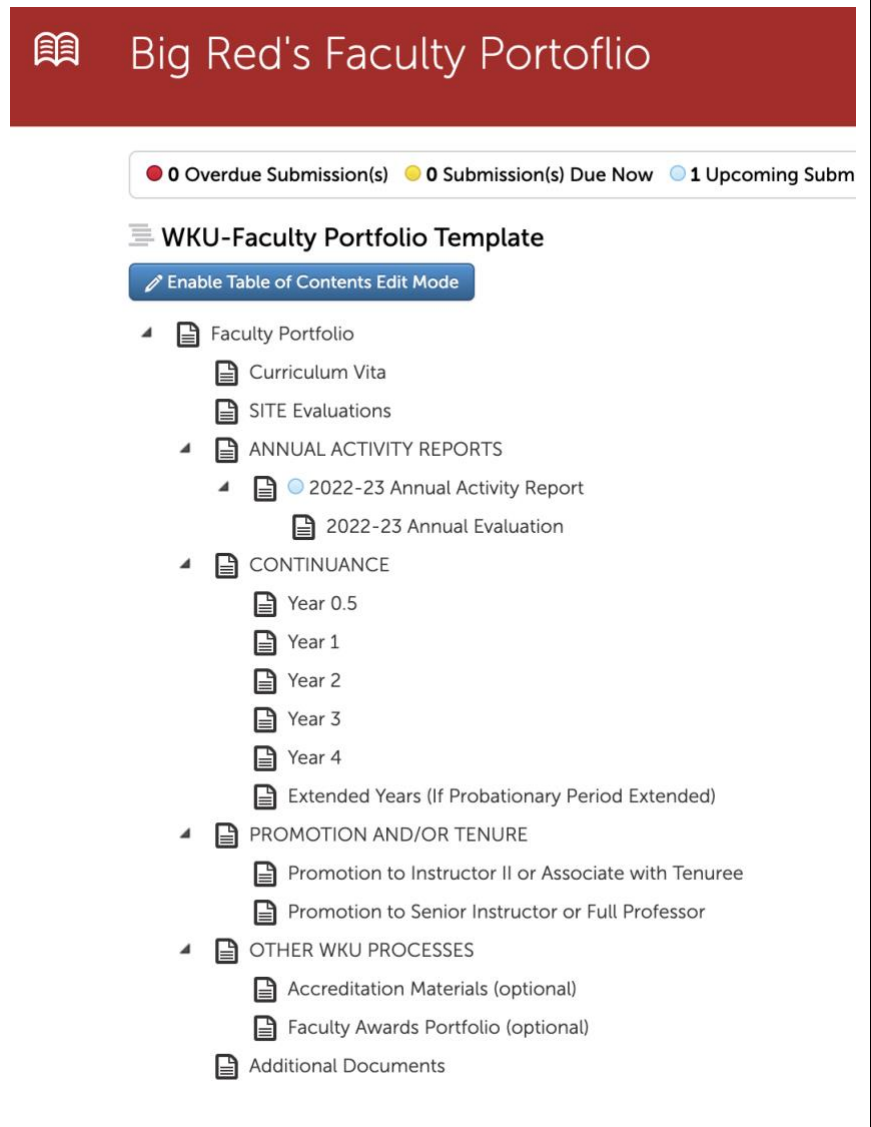 Big Red's Faculty Portoflio
0 Overdue Submission(s) 0 Submission(s) Due Now 1 Upcoming Subm
WKU-Faculty Portfolio Template
Enable Table of Contents Edit Mode
Faculty Portfolio
Curriculum Vita
SITE Evaluations
ANNUAL ACTIVITY REPORTS
2022-23 Annual Activity Report
2022-23 Annual Evaluation
CONTINUANCE
Year 0.5
Year 1
Year 2
Year 3
Year 4
Extended Years (If Probationary Period Extended)
PROMOTION AND/OR TENURE
Promotion to Instructor II or Associate with Tenuree
Promotion to Senior Instructor or Full Professor
OTHER WKU PROCESSES
Accreditation Materials (optional)
Faculty Awards Portfolio (optional)
Additional Documents